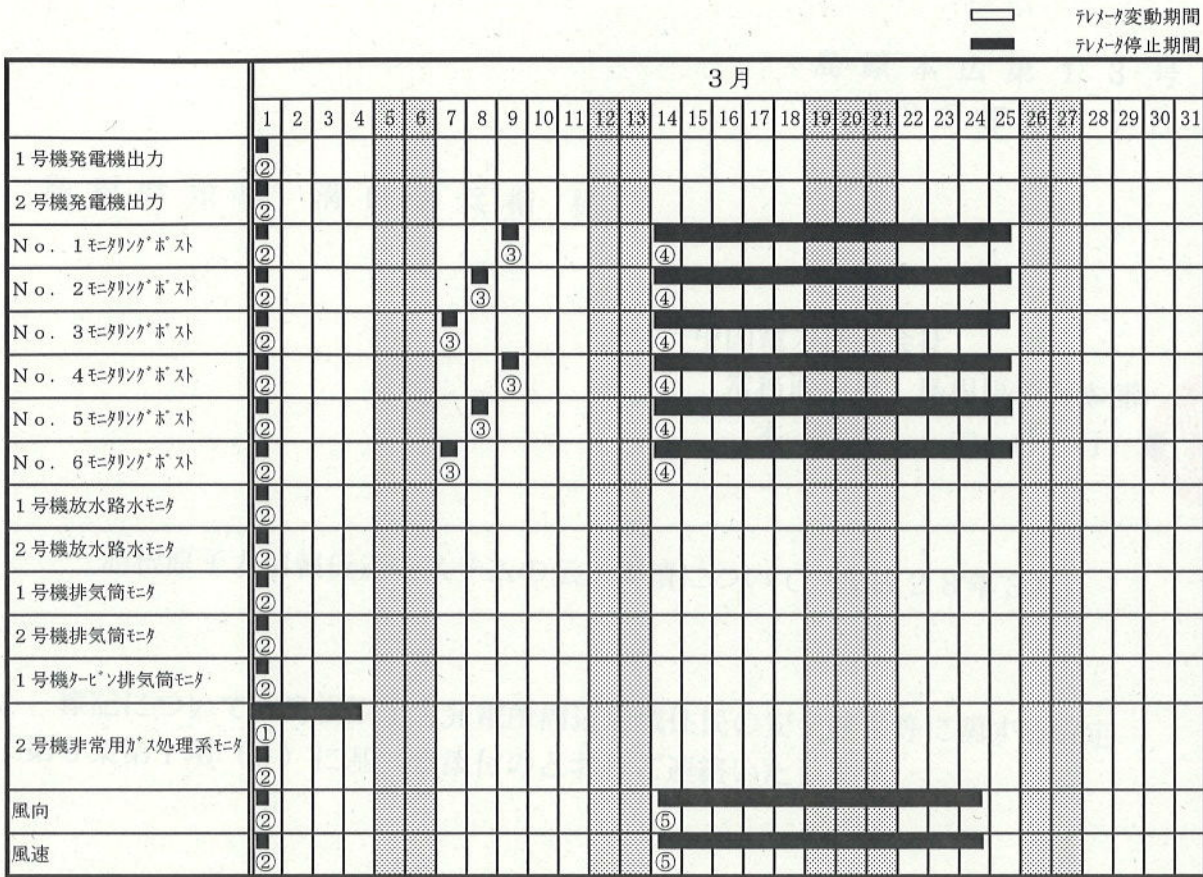 テレメータ変動期間
テレメータ停止期間
3月
1 2 3 4 5 6 7 8 9 10 11 12 13 14 15 16 17 18 19 20 21 22 23 24 25 26 27 28 29 30 31
1号機発電機出力 ②
2号機発電機出力 ②
No. 1モニタリングポスト ② ③ ④
No. 2モニタリングポスト ② ③ ④
No. 3モニタリングポスト ② ③ ④
No. 4モニタリングポスト ② ③ ④
No. 5モニタリングポスト ② ③ ④
No. 6モニタリングポスト ② ③ ④
1号機放水路水モニタ ②
2号機放水路水モニタ ②
1号機排気筒モニタ ②
2号機排気筒モニタ ②
1号機タービン排気筒モニタ ②
2号機非常用ガス処理系モニタ ① ②
風向 ② ⑤
風速 ② ⑤